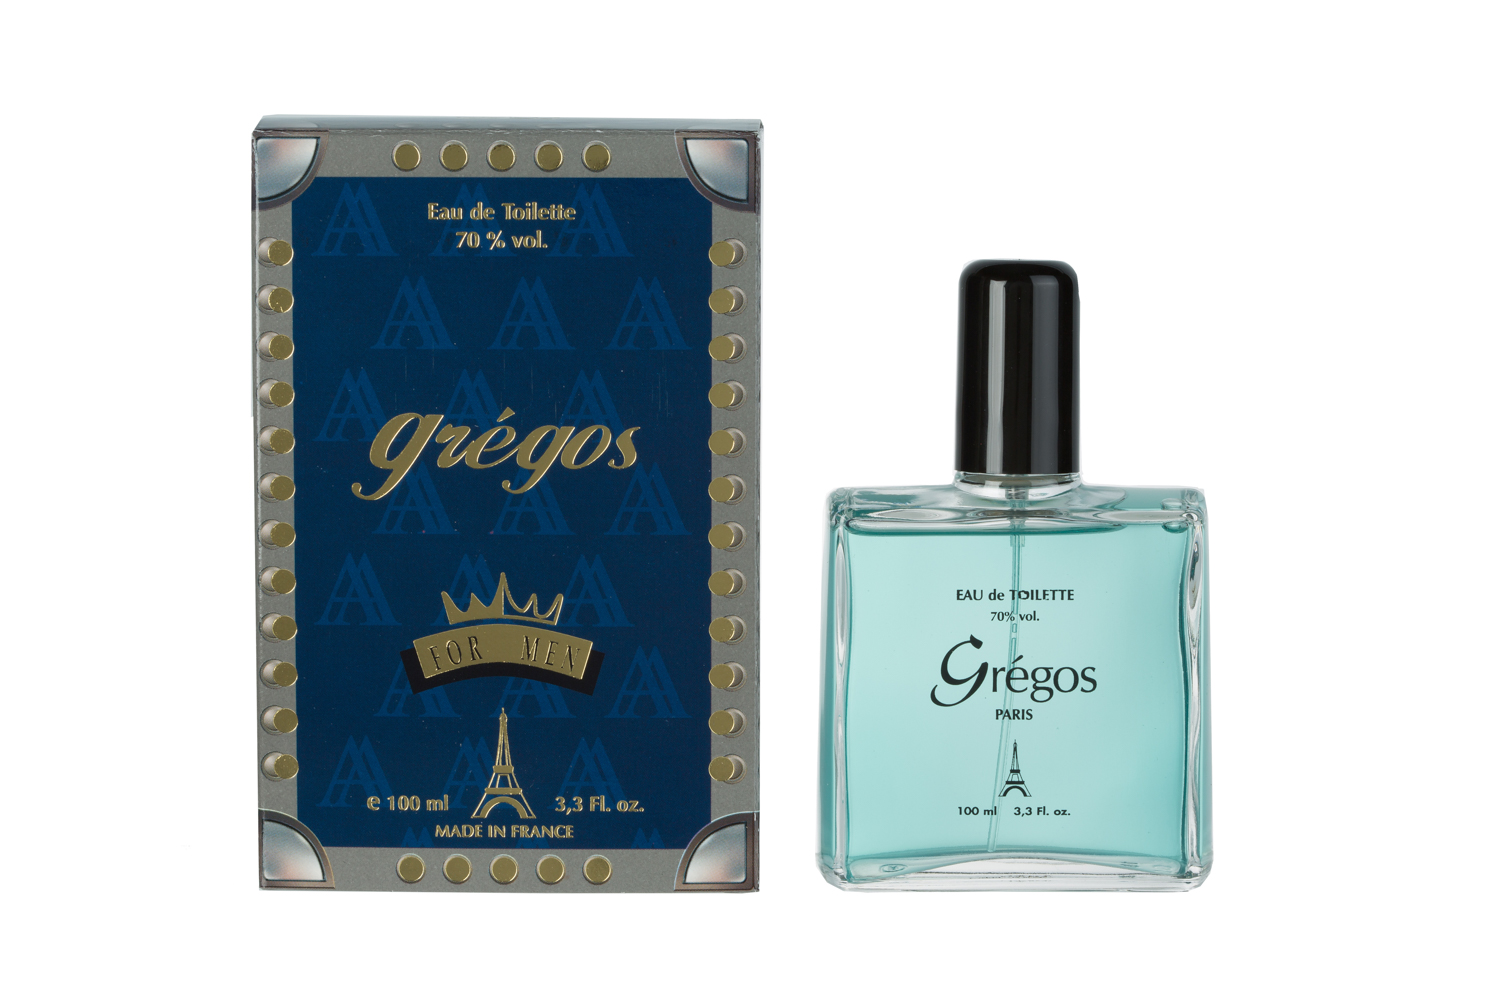 Eau de Toilette
70 % vol.
grégos
FOR MEN
e 100 ml 3,3 Fl. oz.
MADE IN FRANCE
EAU de TOILETTE
70% vol.
Grégos
PARIS
100 ml 3,3 Fl. oz.